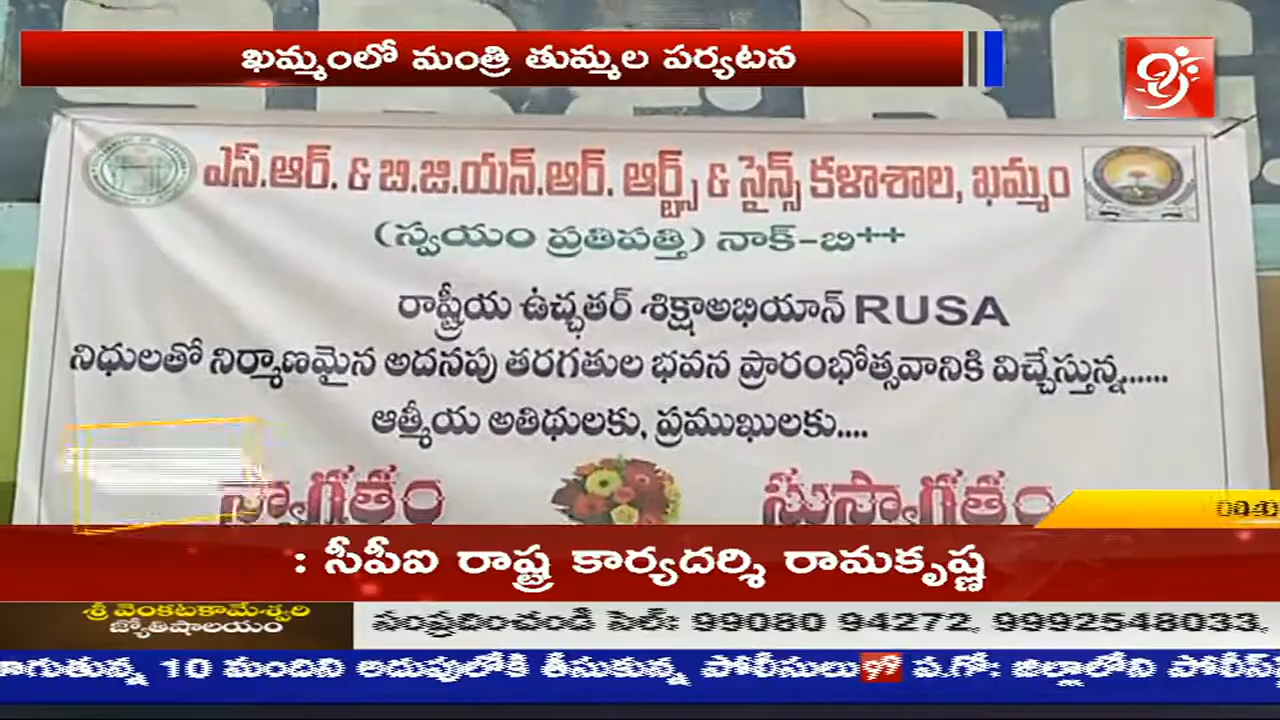 ఖమ్మంలో మంత్రి తుమ్మల పర్యటన
ఎస్.ఆర్. & బి.జి.యన్.ఆర్. ఆర్ట్స్ & సైన్స్ కళాశాల, ఖమ్మం
(స్వయం ప్రతిపత్తి) నాక్-బి++
రాష్ట్రీయ ఉచ్చతర్ శిక్షాఅభియాన్ RUSA
నిధులతో నిర్మాణమైన అదనపు తరగతుల భవన ప్రారంభోత్సవానికి విచ్చేస్తున్న......
ఆత్మీయ అతిథులకు, ప్రముఖులకు....
స్వాగతం సుస్వాగతం
: సీపీఐ రాష్ట్ర కార్యదర్శి రామకృష్ణ
శ్రీ వెంకటకామేశ్వరి
జ్యోతిషాలయం
సంప్రదించండి సెల్: 99080 94272, 9992548033,
10 మందిని అదుపులోకి తీసుకున్న పోలీసులు 99 ప.గో: జిల్లాలోని